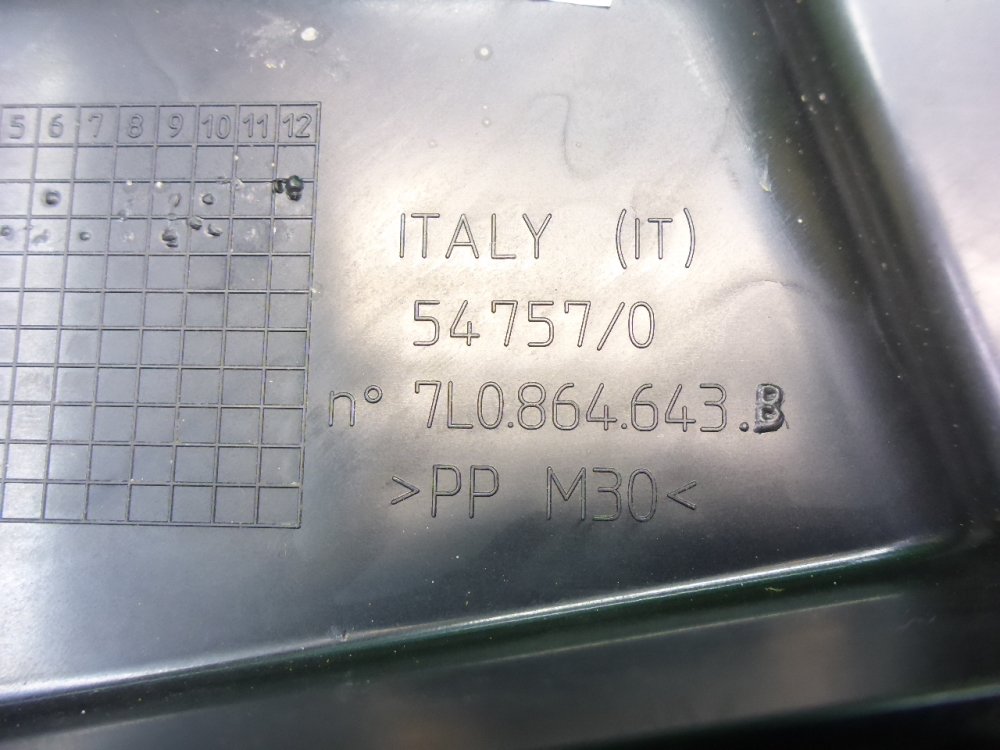 5 6 7 8 9 10 11 12
ITALY (IT)
54757/0
n° 7L0.864.643.B
>PP M30<